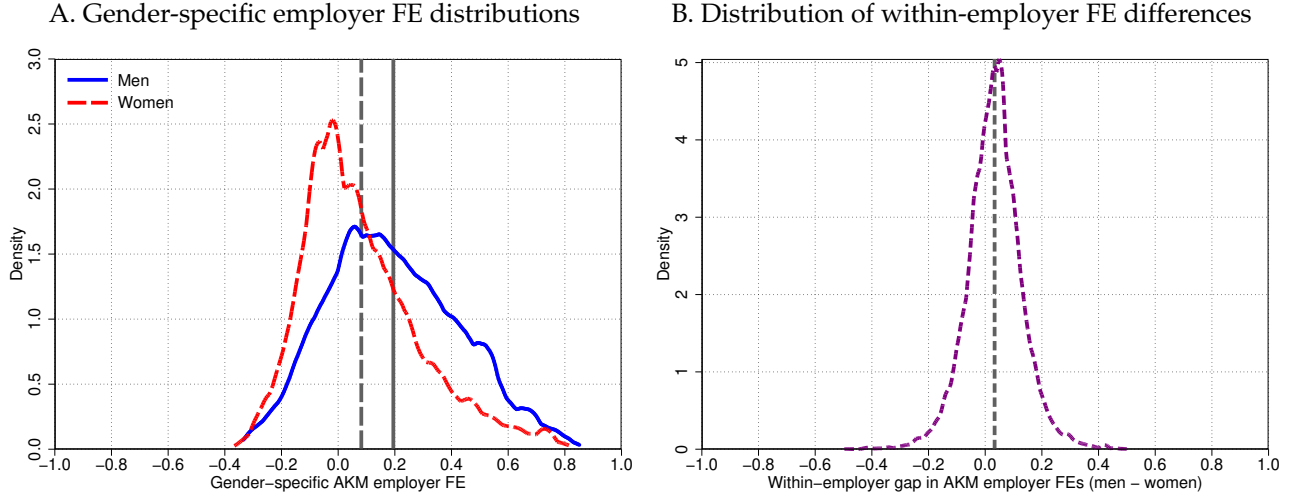 A. Gender-specific employer FE distributions
3.0
2.5
2.0
1.5
1.0
0.5
0.0
Density
Men
Women
−1.0 −0.8 −0.6 −0.4 −0.2 0.0 0.2 0.4 0.6 0.8 1.0
Gender−specific AKM employer FE
B. Distribution of within-employer FE differences
5
4
3
2
1
0
Density
−1.0 −0.8 −0.6 −0.4 −0.2 0.0 0.2 0.4 0.6 0.8 1.0
Within−employer gap in AKM employer FEs (men − women)